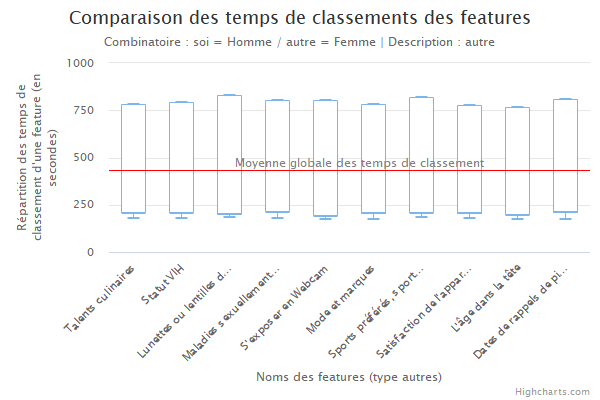 Comparaison des temps de classements des features
Combinatoire : soi = Homme / autre = Femme | Description : autre
Répartition des temps de
classement d'une feature (en
secondes)
1000
750
500
250
0
Moyenne globale des temps de classement
Talents culinaires
Statut VIH
Lunettes ou lentilles d...
Maladies sexuellement...
S'exposer en Webcam
Mode et marques
Sports préférés, sport...
Satisfaction de l'appar...
L'Âge dans la tête
Dates de rappels de pi...
Noms des features (type autres)
Highcharts.com